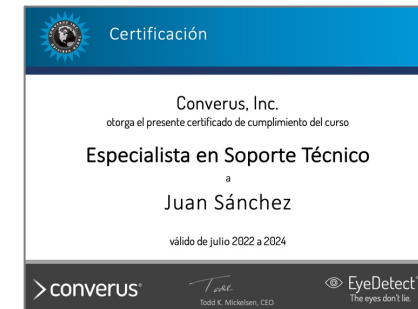 Certificación
Converus, Inc.
otorga el presente certificado de cumplimiento del curso
Especialista en Soporte Técnico
a
Juan Sánchez
válido de julio 2022 a 2024
converus®
Todd K. Mickelsen, CEO
EyeDetect®
The eyes don't lie.